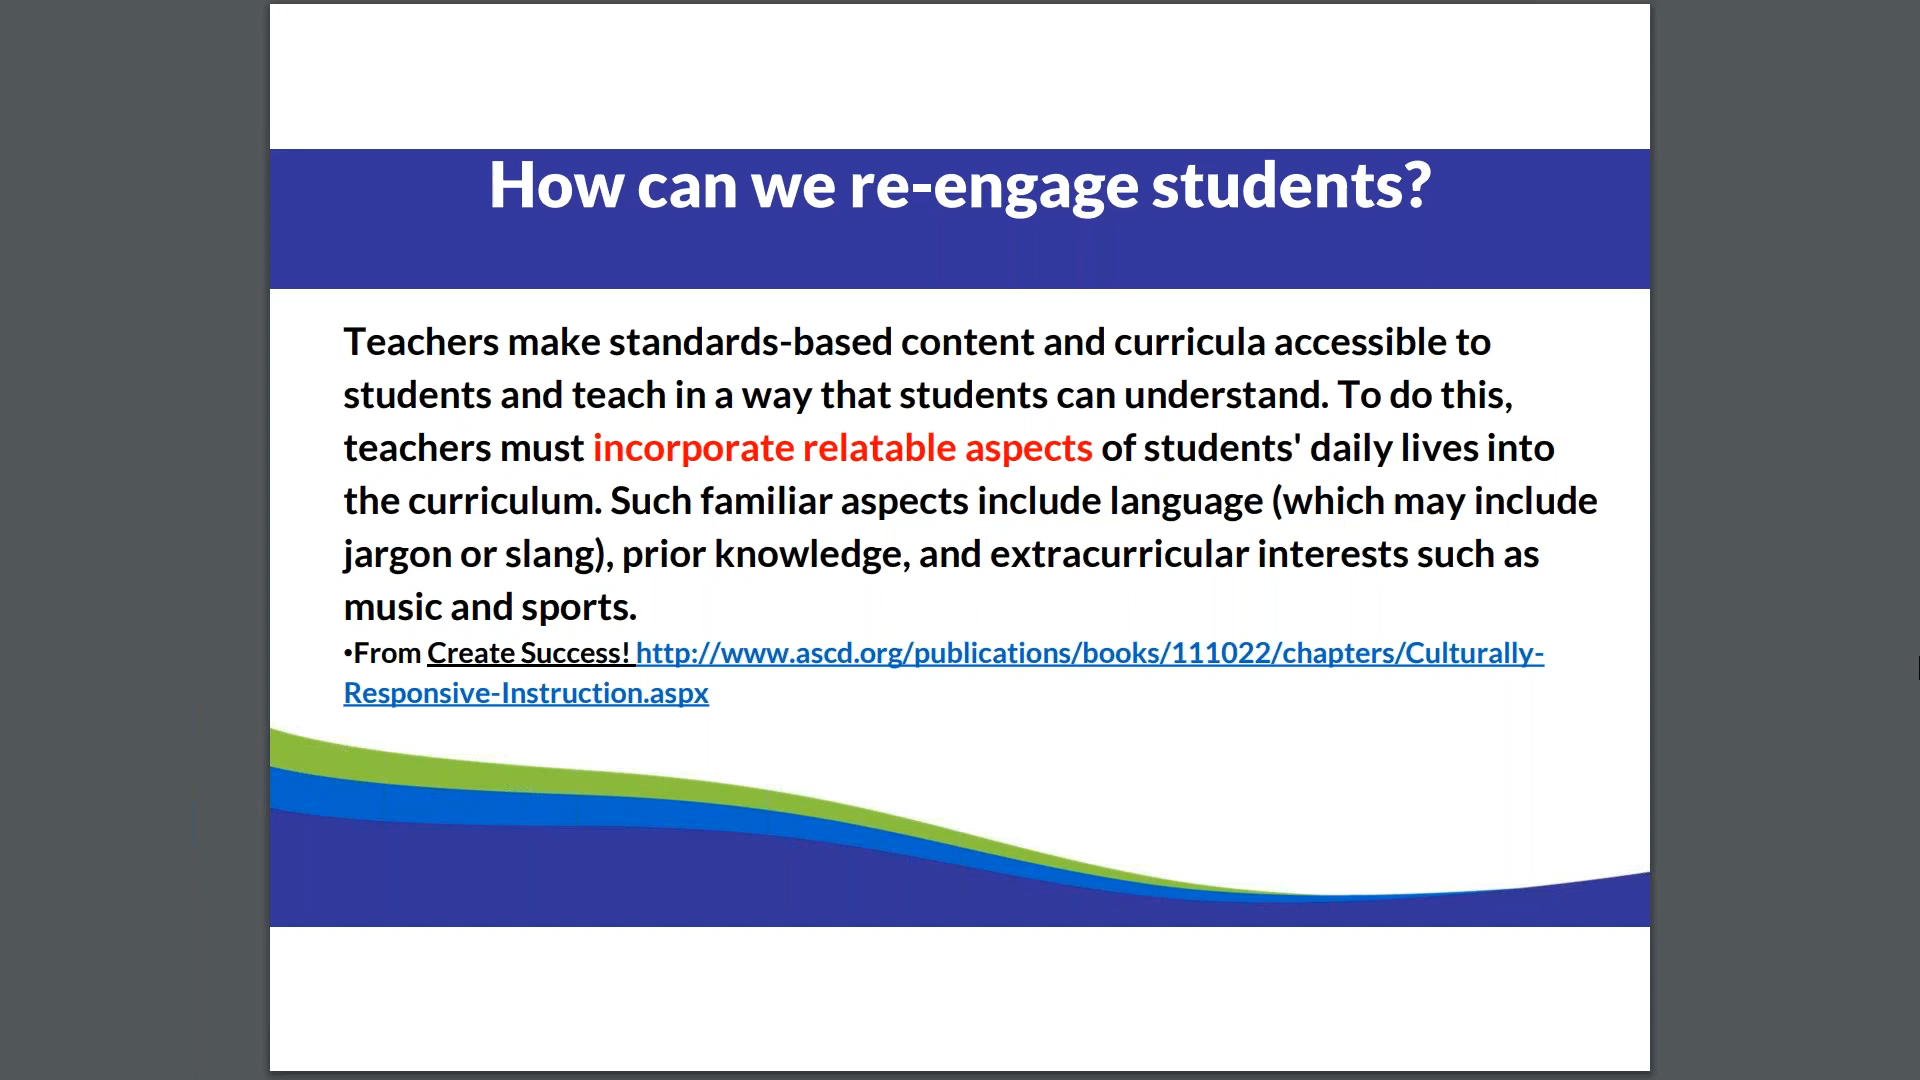 How can we re-engage students?
Teachers make standards-based content and curricula accessible to
students and teach in a way that students can understand. To do this,
teachers must incorporate relatable aspects of students' daily lives into
the curriculum. Such familiar aspects include language (which may include
jargon or slang), prior knowledge, and extracurricular interests such as
music and sports.
•From Create Success! http://www.ascd.org/publications/books/111022/chapters/Culturally-
Responsive-Instruction.aspx